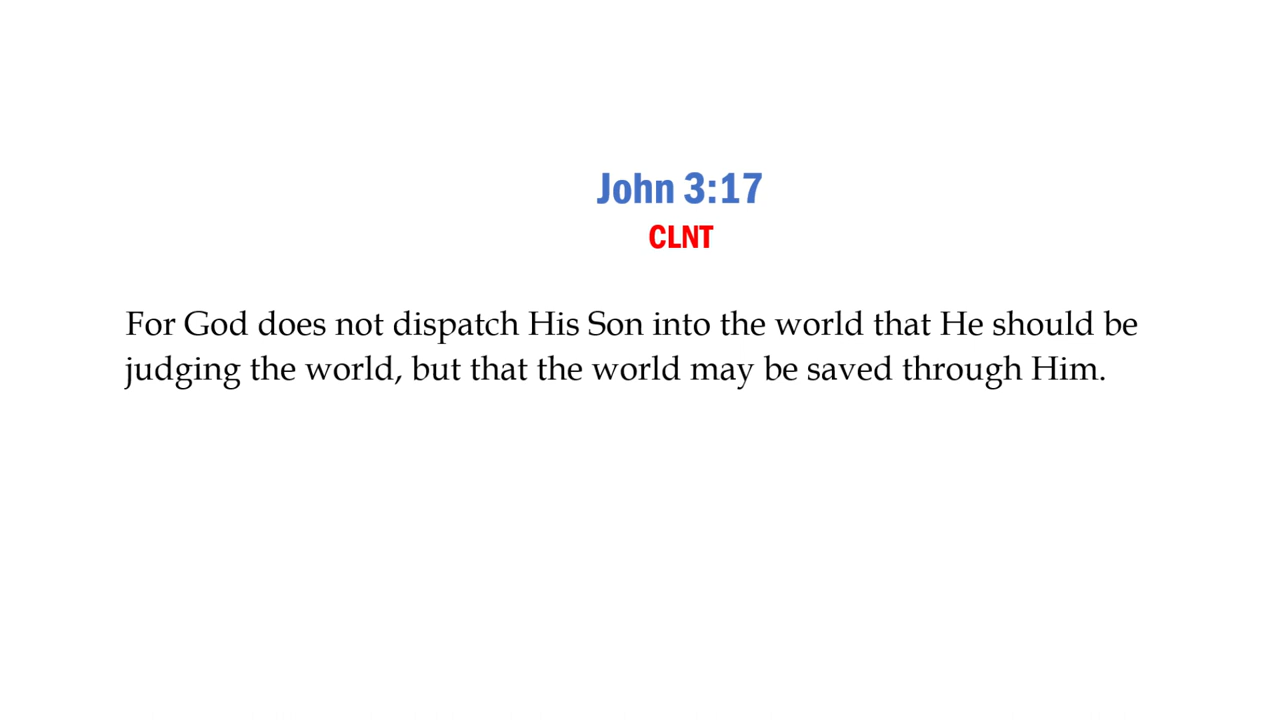 John 3:17
CLNT
For God does not dispatch His Son into the world that He should be
judging the world, but that the world may be saved through Him.